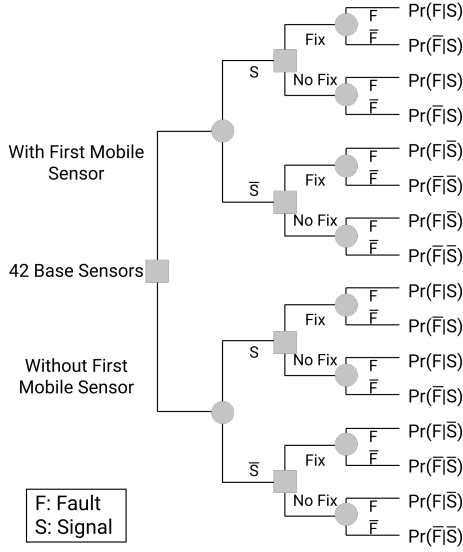 F Pr(F|S)
Fix F̅ Pr(F̅|S)
S No Fix F Pr(F|S)
F̅ Pr(F̅|S)
With First Mobile
Sensor
F Pr(F|S̅)
S̅ Fix F̅ Pr(F̅|S̅)
No Fix F Pr(F|S̅)
F̅ Pr(F̅|S̅)
42 Base Sensors
F Pr(F|S)
Fix F̅ Pr(F̅|S)
S No Fix F Pr(F|S)
F̅ Pr(F̅|S)
Without First
Mobile Sensor
F Pr(F|S̅)
S̅ Fix F̅ Pr(F̅|S̅)
No Fix F Pr(F|S̅)
F̅ Pr(F̅|S̅)
F: Fault
S: Signal